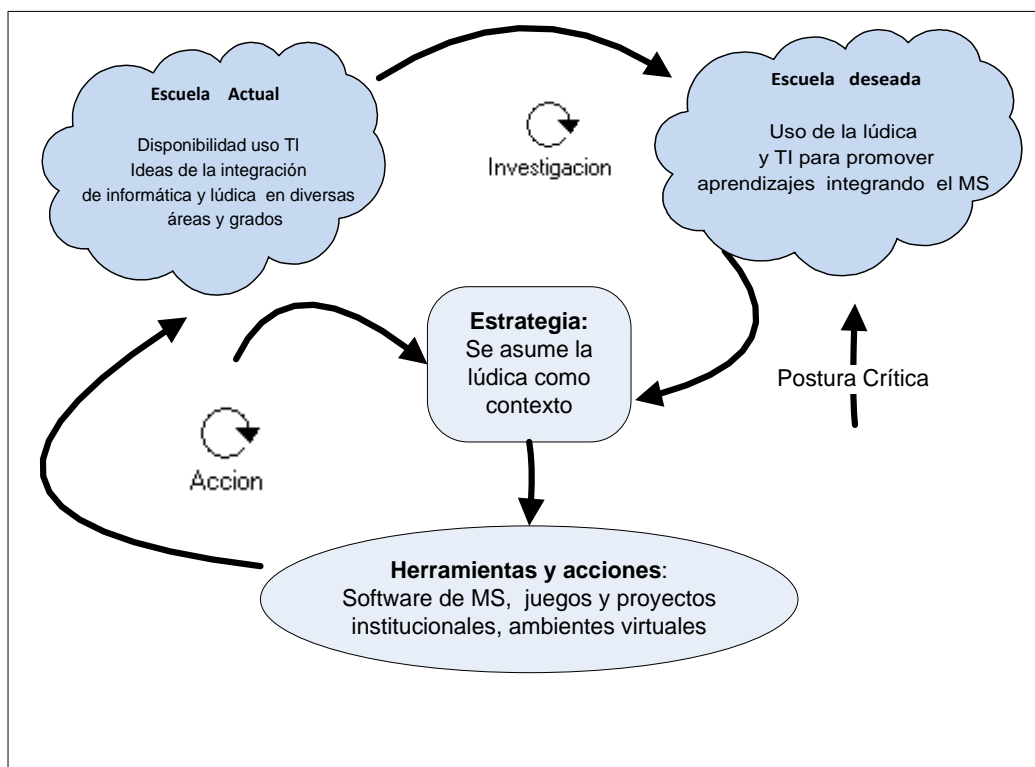 Escuela Actual
Disponibilidad uso TI
Ideas de la integración
de informática y lúdica en diversas
áreas y grados
Investigacion
Escuela deseada
Uso de la lúdica
y TI para promover
aprendizajes integrando el MS
Estrategia:
Se asume la
lúdica como
contexto
Postura Crítica
Accion
Herramientas y acciones:
Software de MS, juegos y proyectos
institucionales, ambientes virtuales